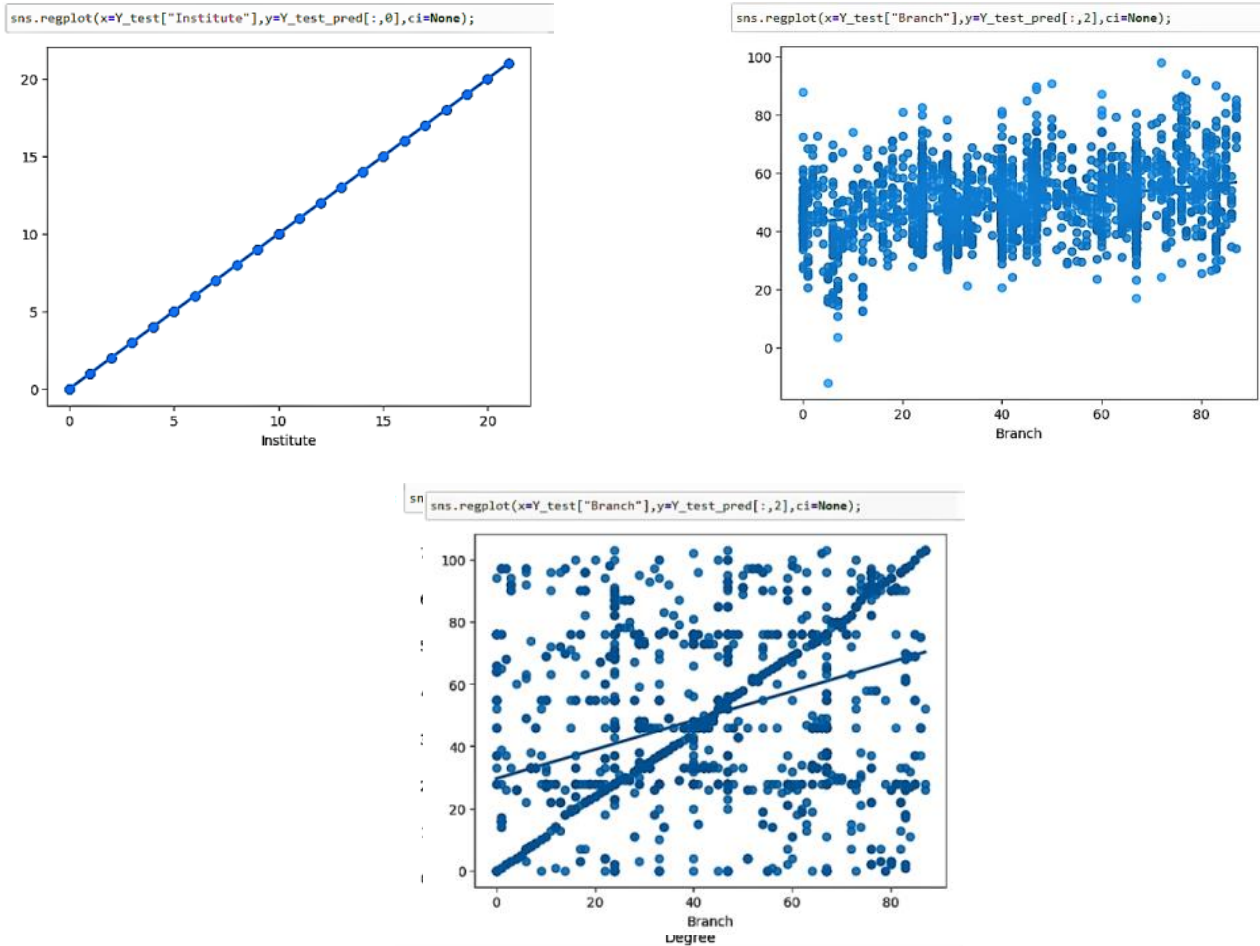 sns.regplot(x=Y_test["Institute"],y=Y_test_pred[:,0],ci=None);
20
15
10
5
0
0 5 10 15 20
Institute
sns.regplot(x=Y_test["Branch"],y=Y_test_pred[:,2],ci=None);
100
80
60
40
20
0
0 20 40 60 80
Branch
sn
sns.regplot(x=Y_test["Branch"],y=Y_test_pred[:,2],ci=None);
100
80
60
40
20
0
0 20 40 60 80
Branch
Degree